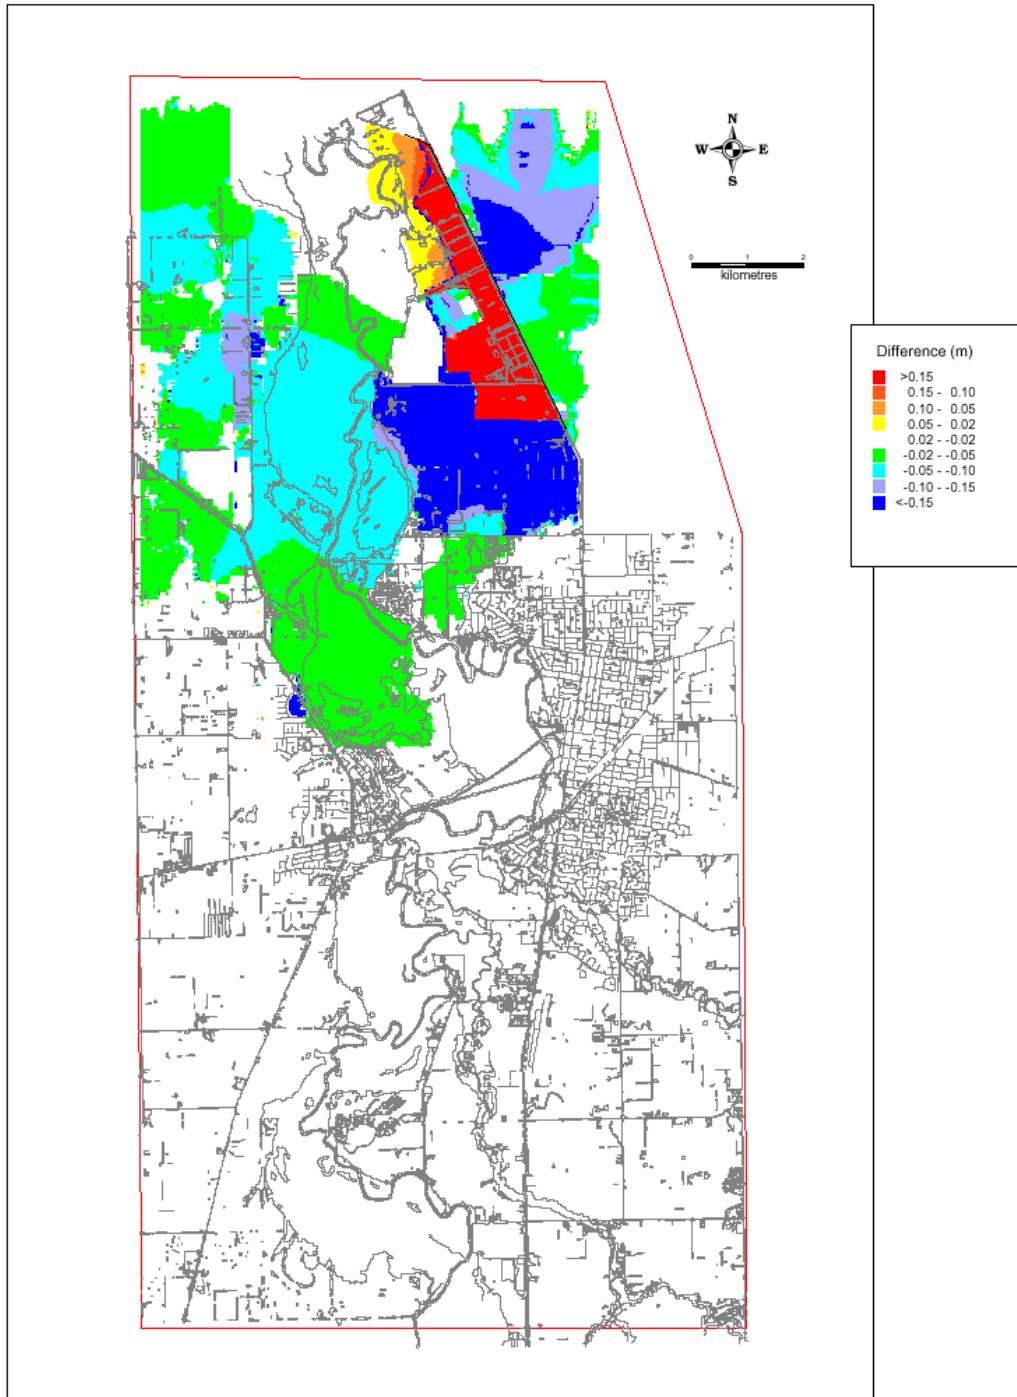 N
W E
S
0 1 2
kilometres
Difference (m)
>0.15
0.15 - 0.10
0.10 - 0.05
0.05 - 0.02
0.02 - -0.02
-0.02 - -0.05
-0.05 - -0.10
-0.10 - -0.15
<-0.15